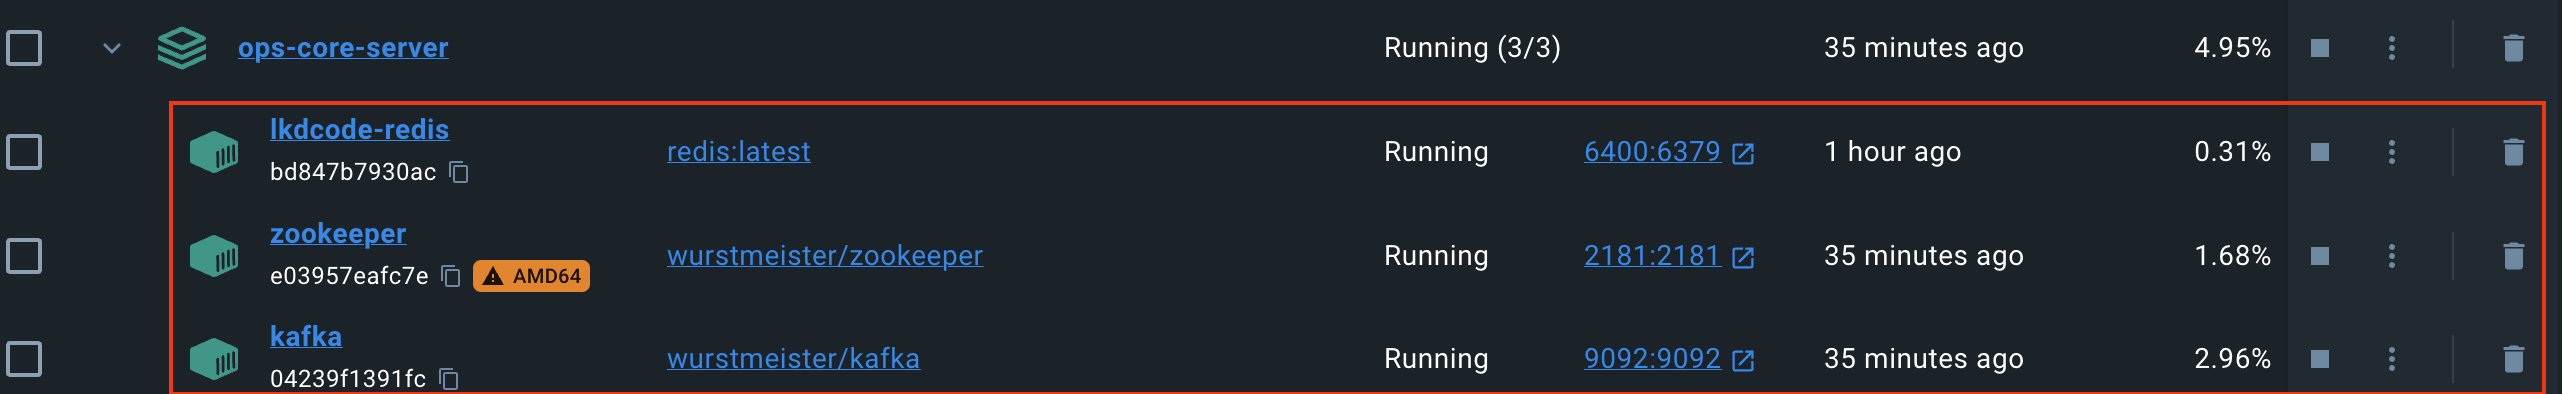 ops-core-server Running (3/3) 35 minutes ago 4.95%
lkdcode-redis
bd847b7930ac redis:latest Running 6400:6379 1 hour ago 0.31%
zookeeper
e03957eafc7e AMD64 wurstmeister/zookeeper Running 2181:2181 35 minutes ago 1.68%
kafka
04239f1391fc wurstmeister/kafka Running 9092:9092 35 minutes ago 2.96%